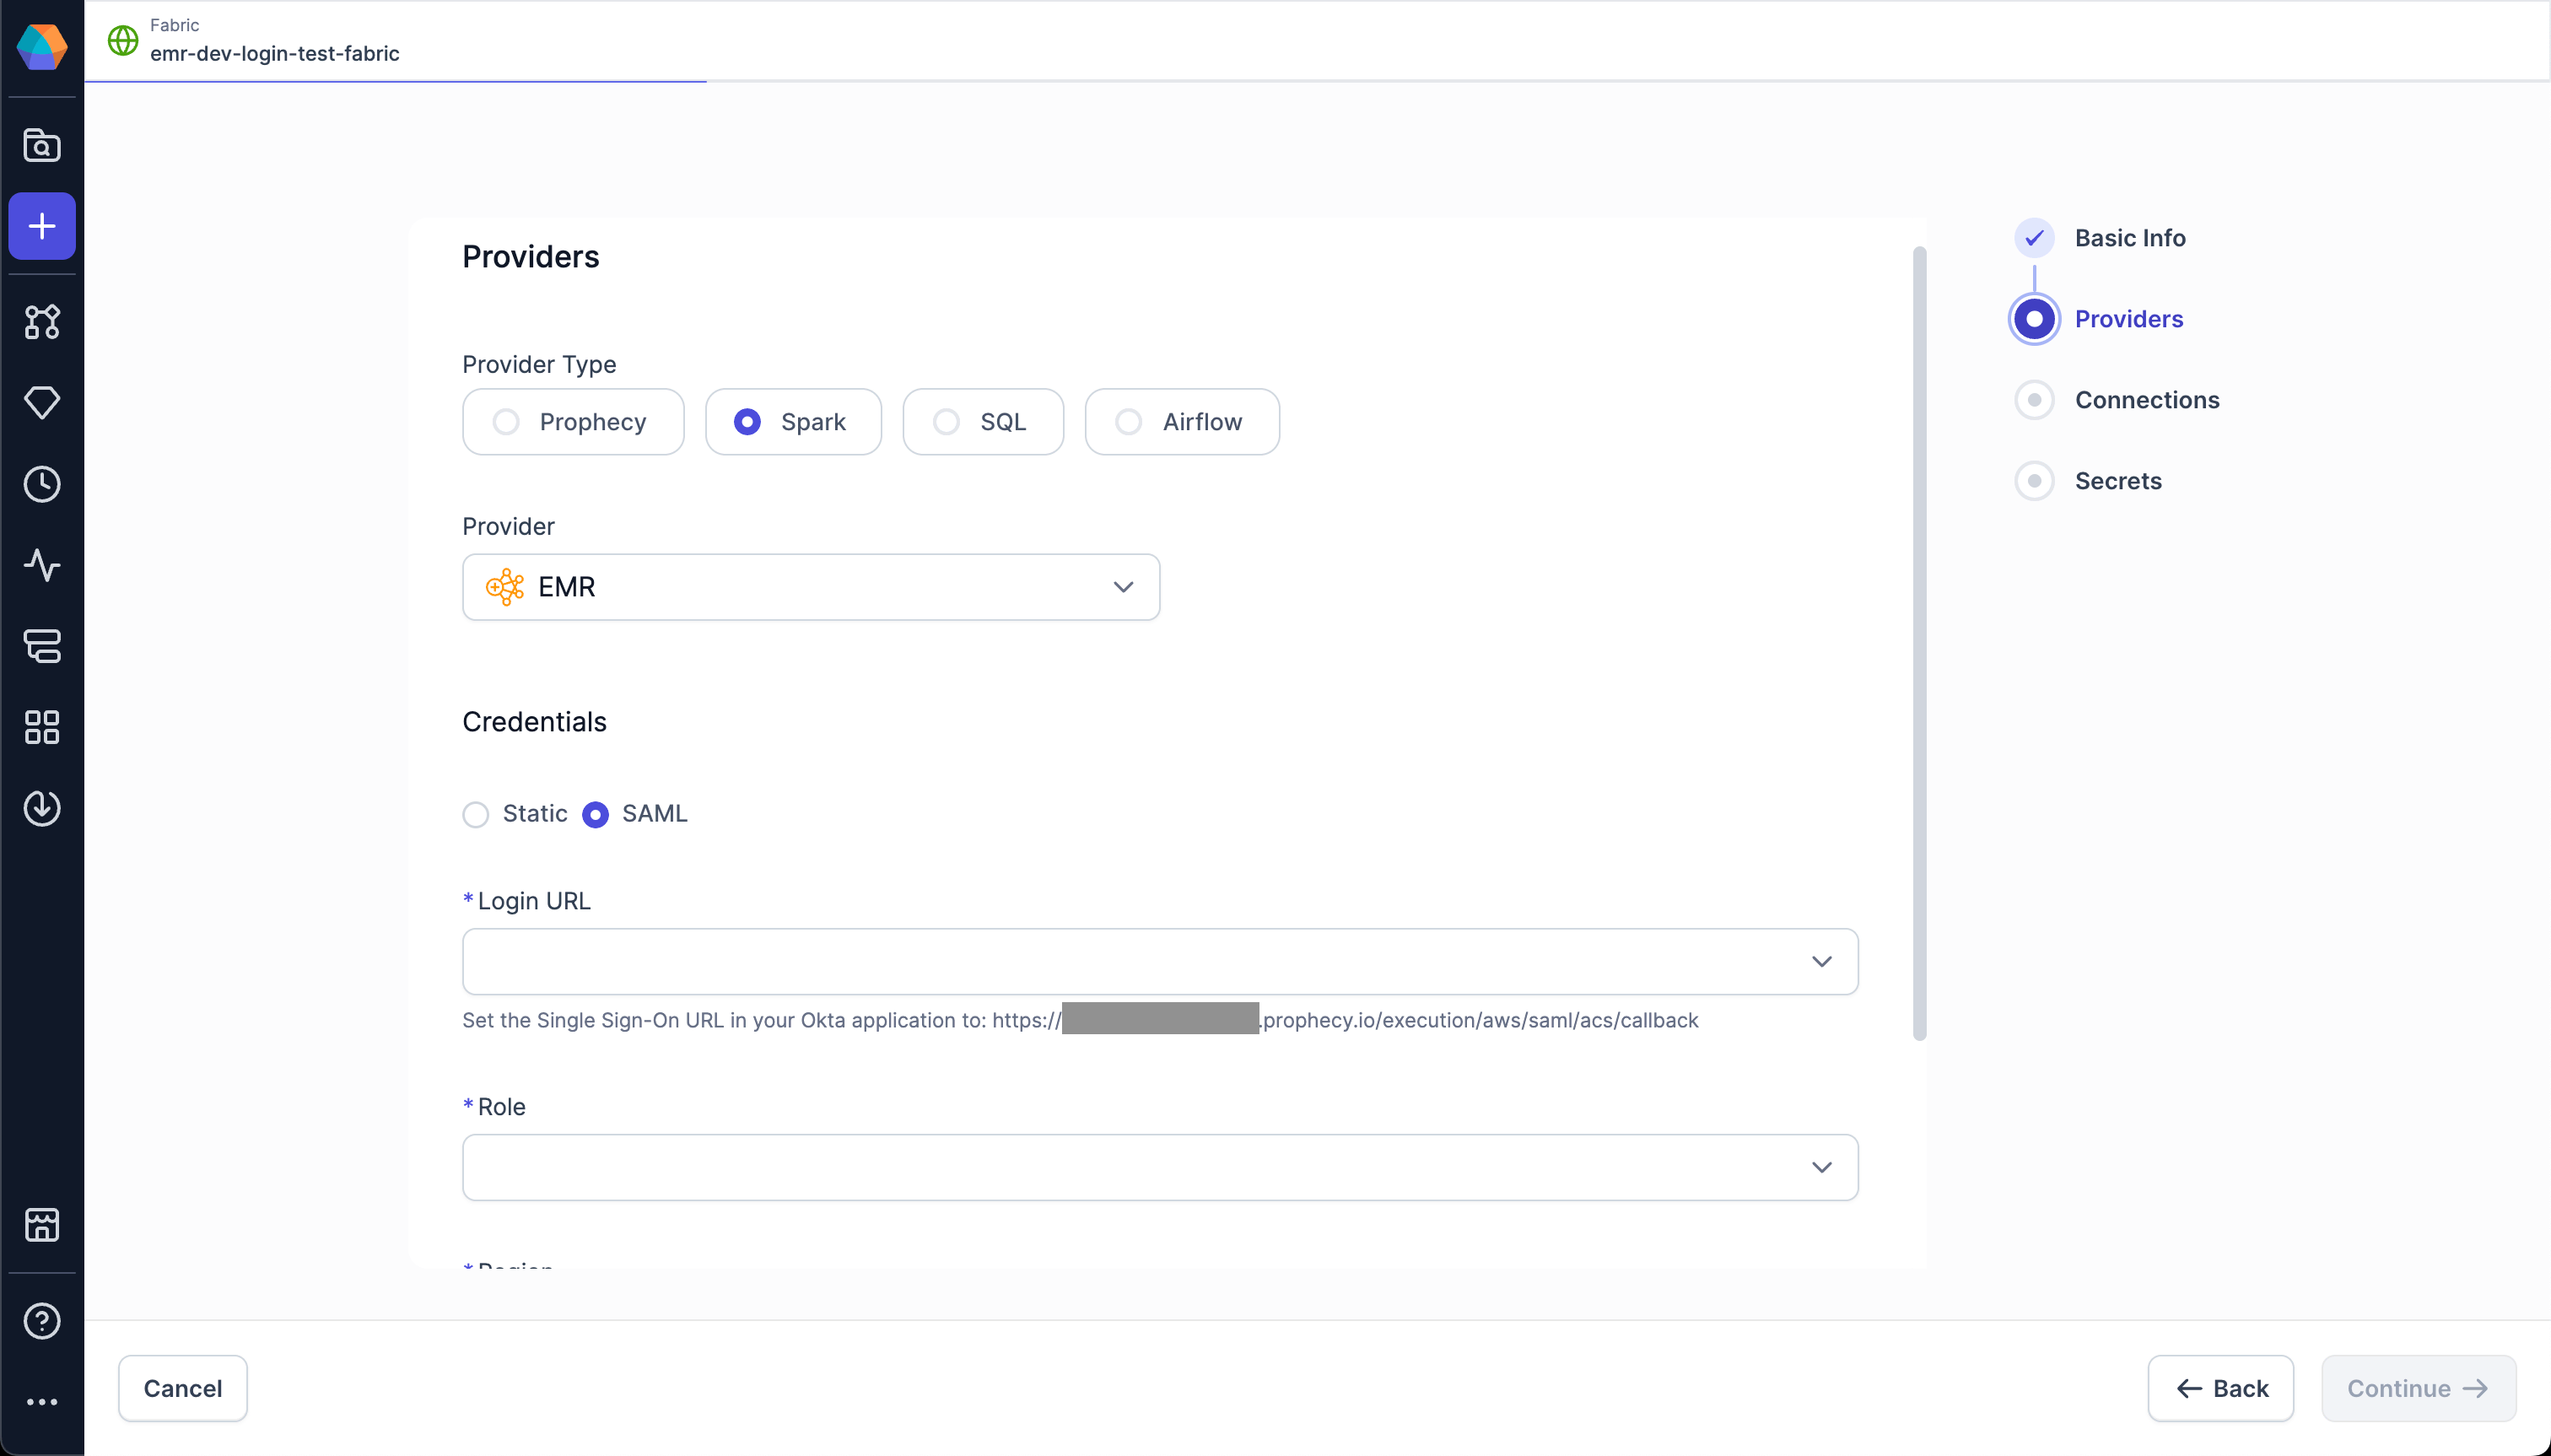 Fabric
emr-dev-login-test-fabric
Providers
Provider Type
Prophecy
Spark
SQL
Airflow
Provider
EMR
Credentials
Static
SAML
*Login URL
Set the Single Sign-On URL in your Okta application to: https://
.prophecy.io/execution/aws/saml/acs/callback
*Role
*Region
Basic Info
Providers
Connections
Secrets
Cancel
Back
Continue